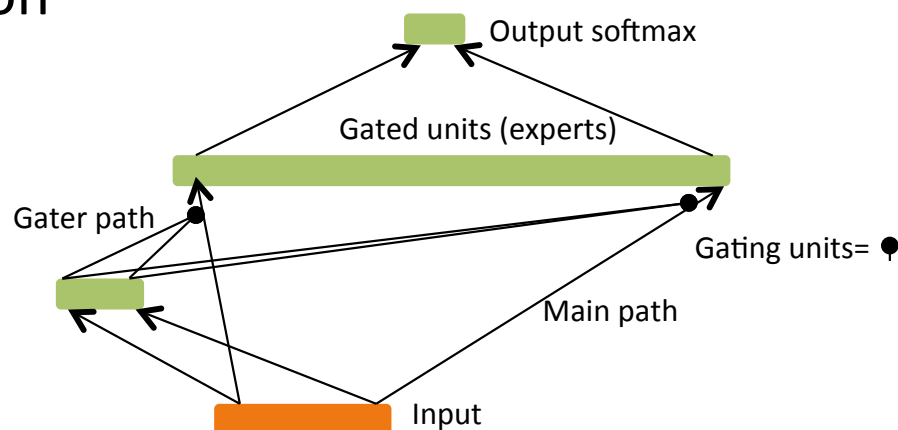 Output softmax
Gated units (experts)
Gater path
Gating units=
Main path
Input